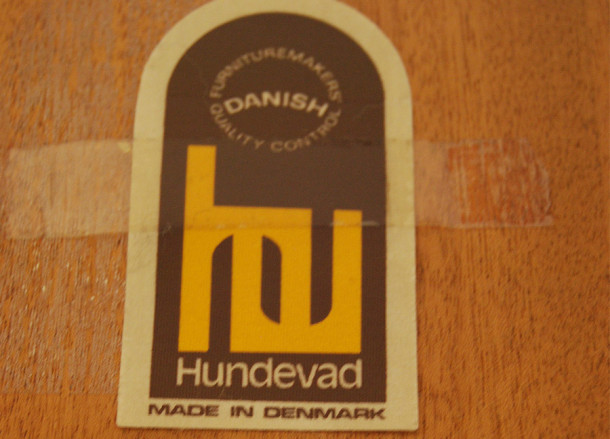 FURNITUREMAKERS'
DANISH
QUALITY CONTROL
hu
Hundevad
MADE IN DENMARK